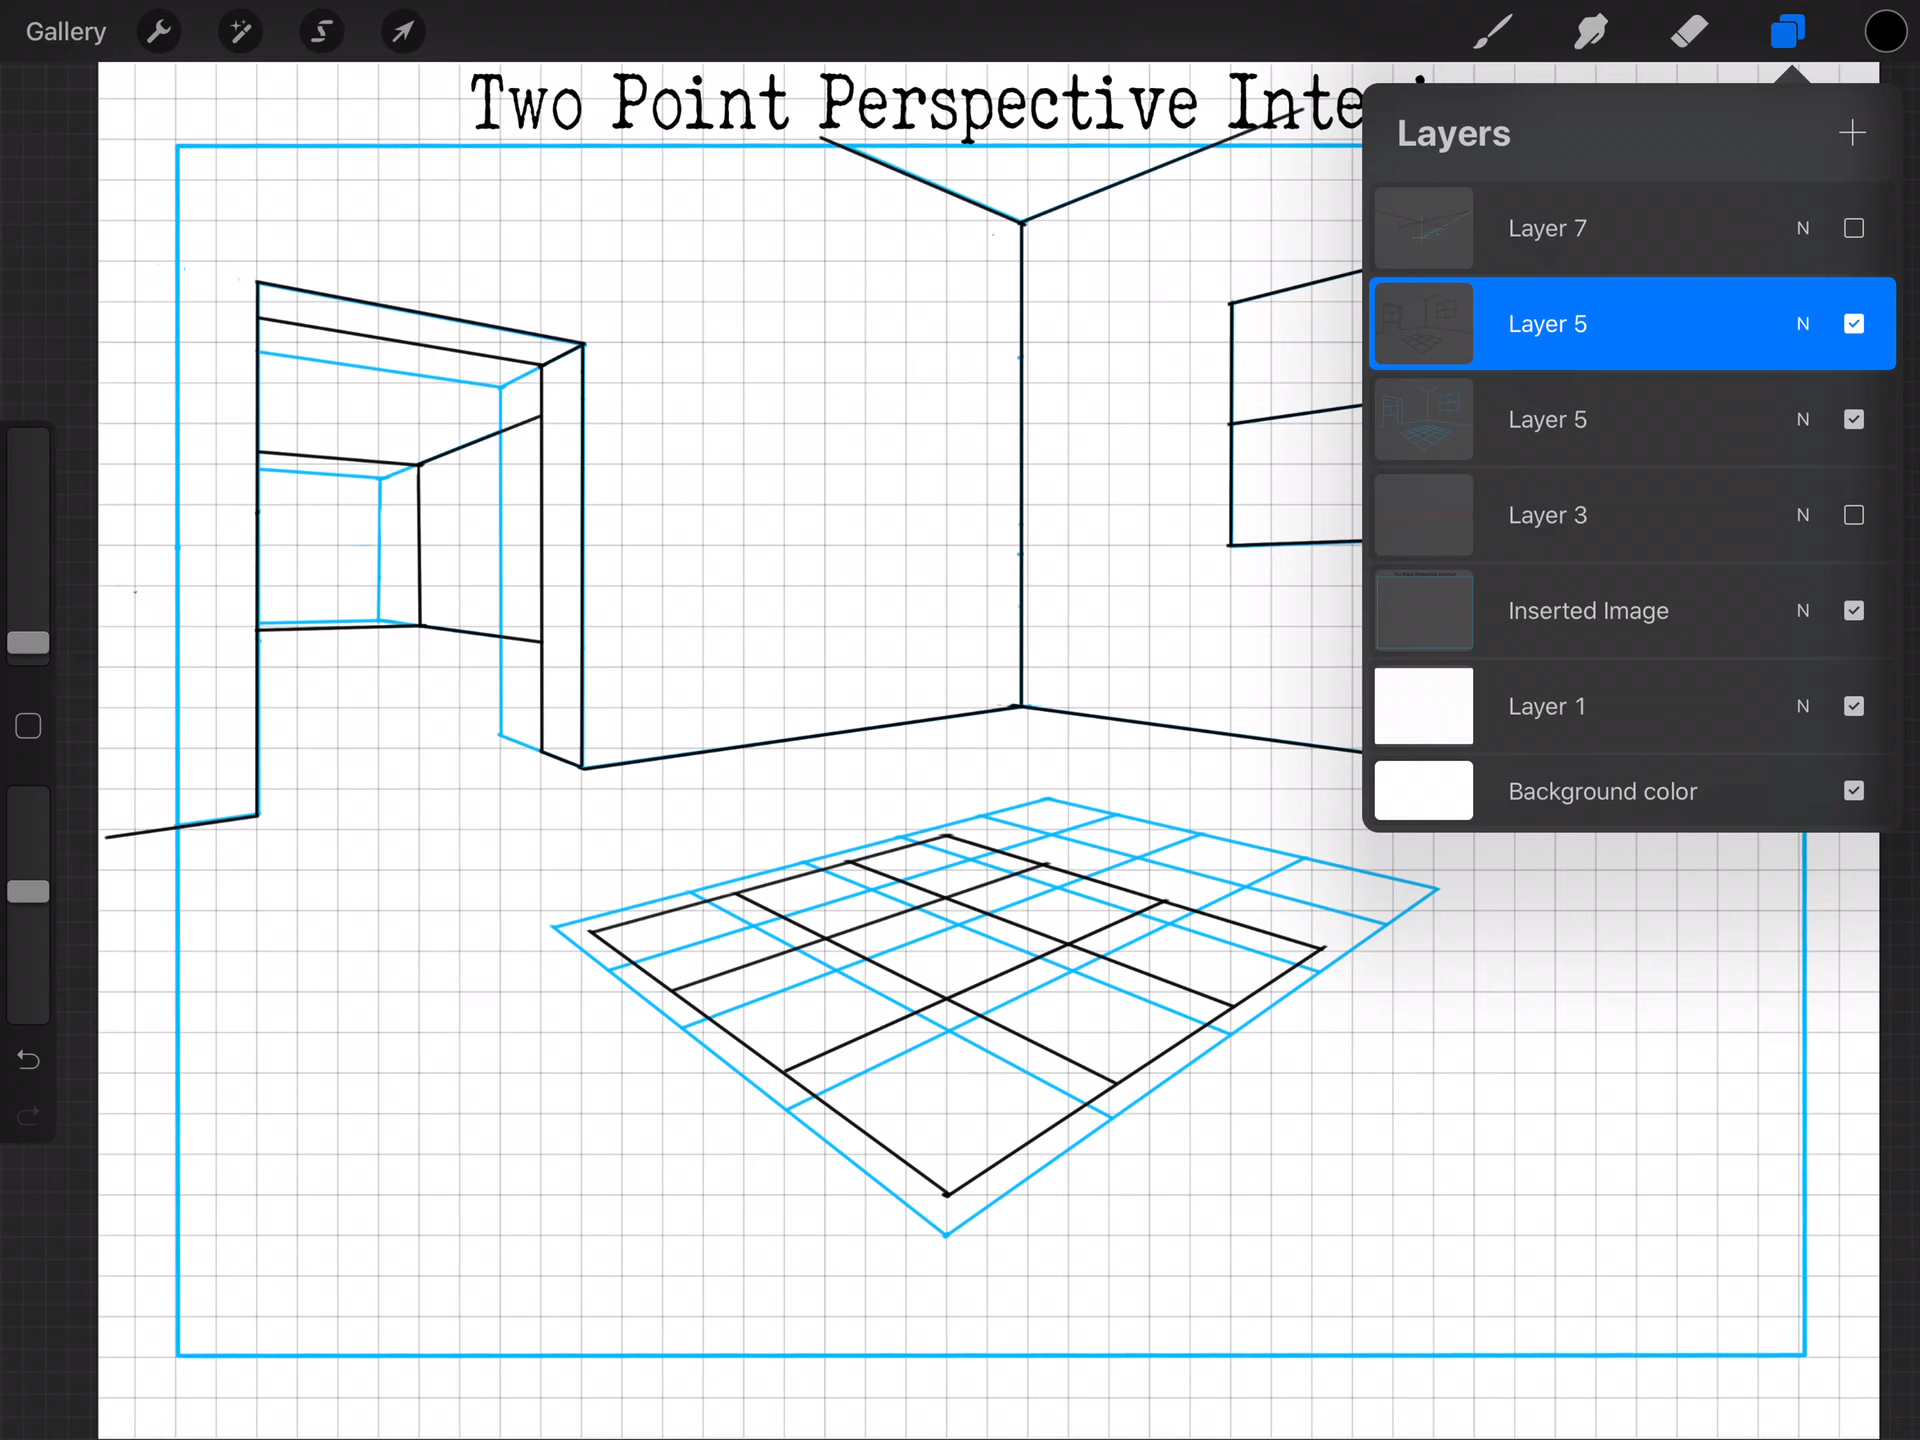 Gallery
Two Point Perspective Inte
Layers
Layer 7 N
Layer 5 N
Layer 5 N
Layer 3 N
Inserted Image N
Layer 1 N
Background color